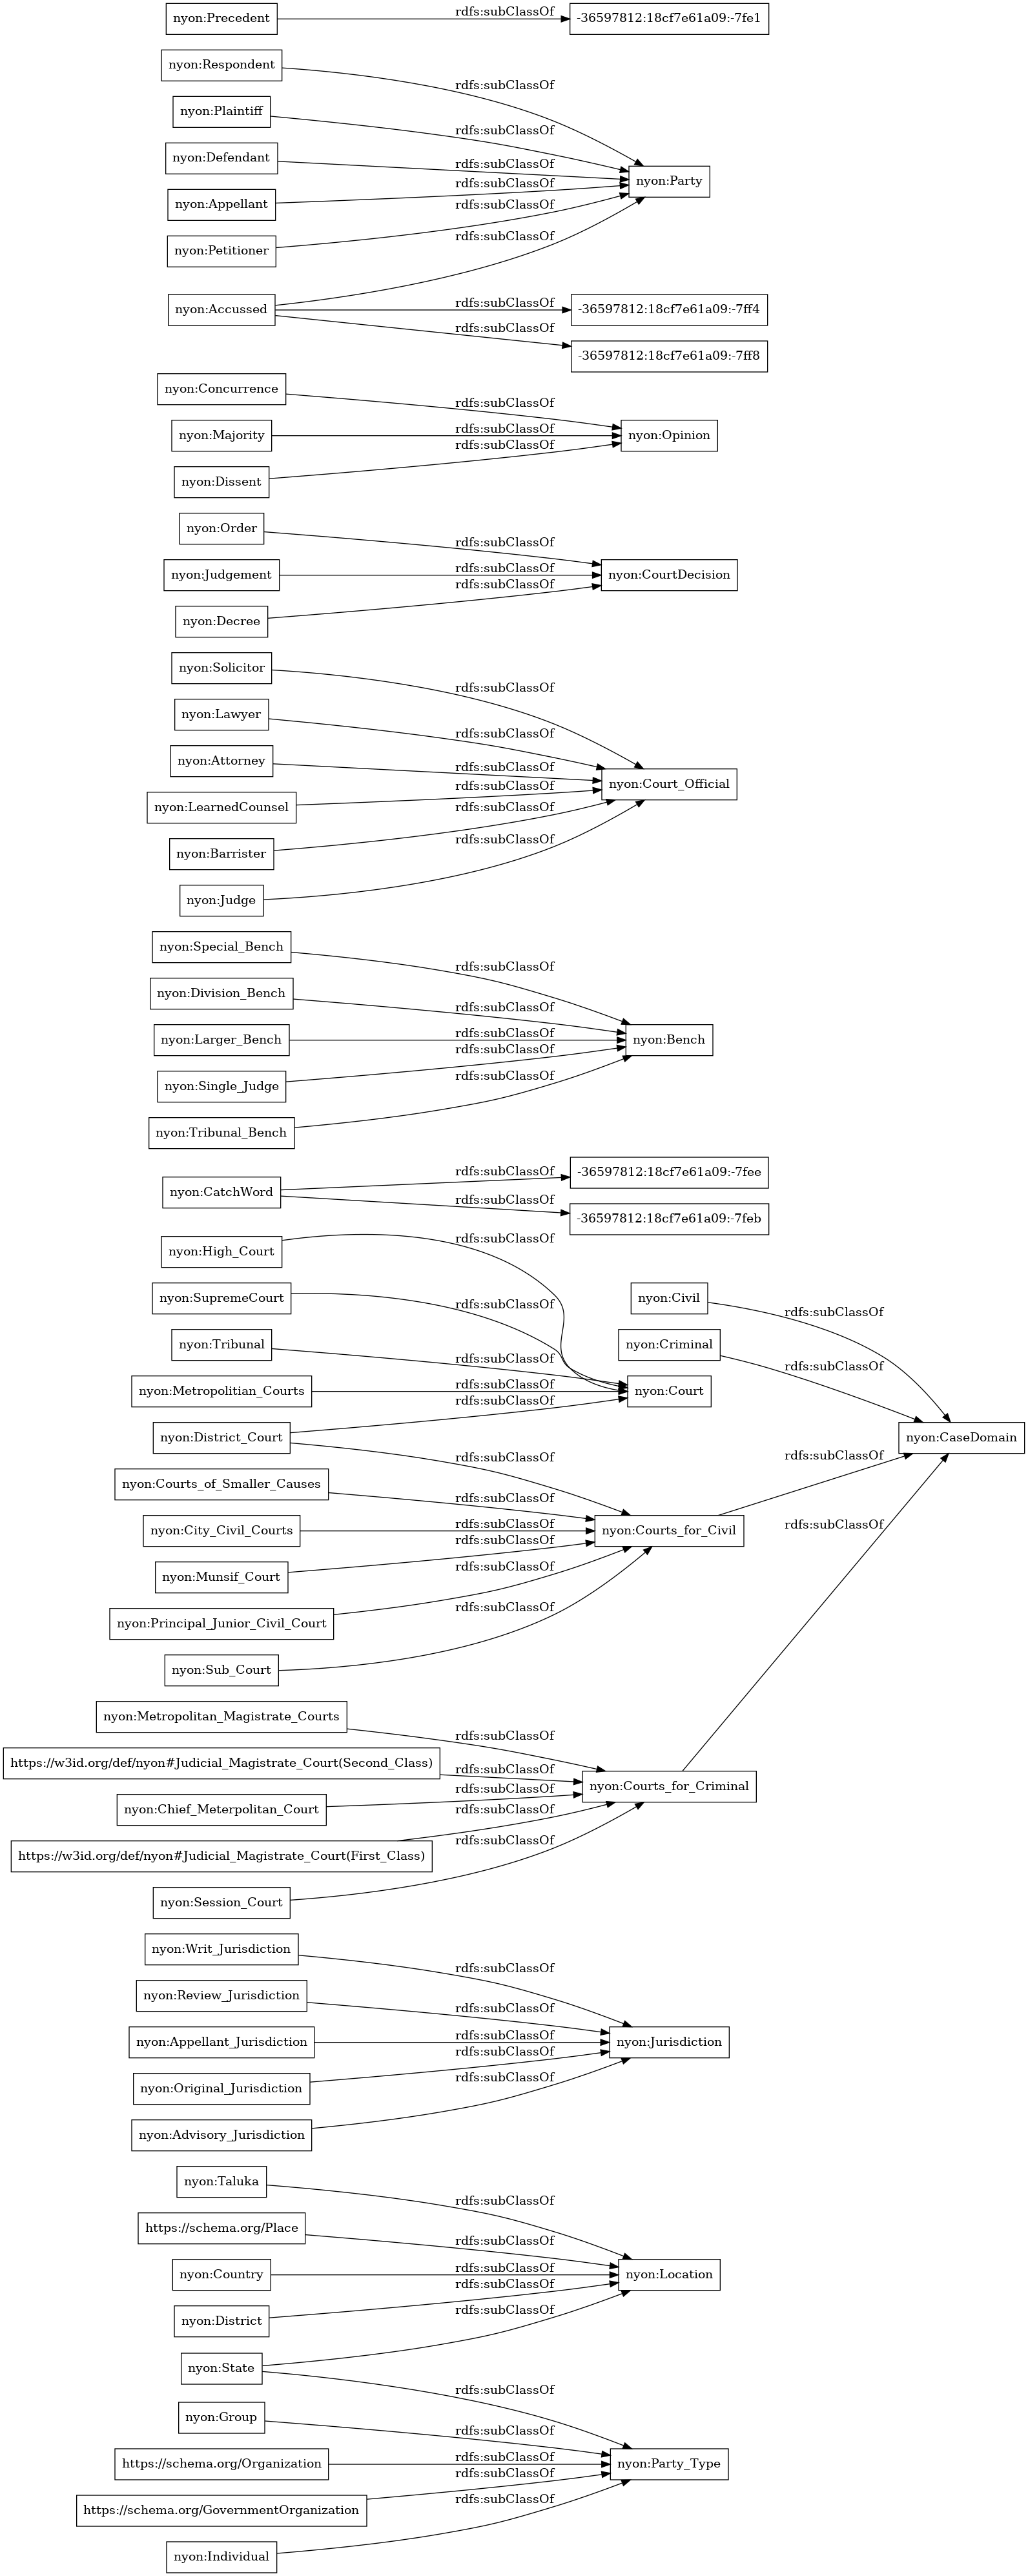 nyon:Precedent
rdfs:subClassOf
-36597812:18cf7e61a09:-7fe1
nyon:Respondent
rdfs:subClassOf
nyon:Plaintiff
rdfs:subClassOf
nyon:Defendant
rdfs:subClassOf
nyon:Party
nyon:Appellant
rdfs:subClassOf
nyon:Petitioner
rdfs:subClassOf
rdfs:subClassOf
nyon:Accussed
rdfs:subClassOf
-36597812:18cf7e61a09:-7ff4
rdfs:subClassOf
-36597812:18cf7e61a09:-7ff8
nyon:Concurrence
rdfs:subClassOf
nyon:Majority
rdfs:subClassOf
nyon:Opinion
nyon:Dissent
rdfs:subClassOf
nyon:Order
rdfs:subClassOf
nyon:Judgement
rdfs:subClassOf
nyon:CourtDecision
nyon:Decree
rdfs:subClassOf
nyon:Solicitor
rdfs:subClassOf
nyon:Lawyer
rdfs:subClassOf
nyon:Attorney
rdfs:subClassOf
nyon:Court_Official
nyon:LearnedCounsel
rdfs:subClassOf
nyon:Barrister
rdfs:subClassOf
nyon:Judge
rdfs:subClassOf
nyon:Special_Bench
rdfs:subClassOf
nyon:Division_Bench
rdfs:subClassOf
nyon:Larger_Bench
rdfs:subClassOf
nyon:Bench
nyon:Single_Judge
rdfs:subClassOf
nyon:Tribunal_Bench
rdfs:subClassOf
nyon:CatchWord
rdfs:subClassOf
-36597812:18cf7e61a09:-7fee
rdfs:subClassOf
-36597812:18cf7e61a09:-7feb
nyon:High_Court
rdfs:subClassOf
nyon:SupremeCourt
rdfs:subClassOf
nyon:Civil
rdfs:subClassOf
nyon:Tribunal
rdfs:subClassOf
nyon:Criminal
rdfs:subClassOf
nyon:Metropolitian_Courts
rdfs:subClassOf
nyon:Court
nyon:District_Court
rdfs:subClassOf
nyon:CaseDomain
rdfs:subClassOf
rdfs:subClassOf
nyon:Courts_of_Smaller_Causes
rdfs:subClassOf
nyon:City_Civil_Courts
rdfs:subClassOf
nyon:Courts_for_Civil
rdfs:subClassOf
nyon:Munsif_Court
rdfs:subClassOf
nyon:Principal_Junior_Civil_Court
rdfs:subClassOf
nyon:Sub_Court
rdfs:subClassOf
nyon:Metropolitan_Magistrate_Courts
rdfs:subClassOf
https://w3id.org/def/nyon#Judicial_Magistrate_Court(Second_Class)
rdfs:subClassOf
nyon:Courts_for_Criminal
nyon:Chief_Meterpolitan_Court
rdfs:subClassOf
https://w3id.org/def/nyon#Judicial_Magistrate_Court(First_Class)
rdfs:subClassOf
nyon:Session_Court
rdfs:subClassOf
nyon:Writ_Jurisdiction
rdfs:subClassOf
nyon:Review_Jurisdiction
rdfs:subClassOf
nyon:Appellant_Jurisdiction
rdfs:subClassOf
nyon:Jurisdiction
nyon:Original_Jurisdiction
rdfs:subClassOf
nyon:Advisory_Jurisdiction
rdfs:subClassOf
nyon:Taluka
rdfs:subClassOf
https://schema.org/Place
rdfs:subClassOf
nyon:Country
rdfs:subClassOf
nyon:Location
nyon:District
rdfs:subClassOf
nyon:State
rdfs:subClassOf
rdfs:subClassOf
nyon:Group
rdfs:subClassOf
https://schema.org/Organization
rdfs:subClassOf
nyon:Party_Type
https://schema.org/GovernmentOrganization
rdfs:subClassOf
nyon:Individual
rdfs:subClassOf